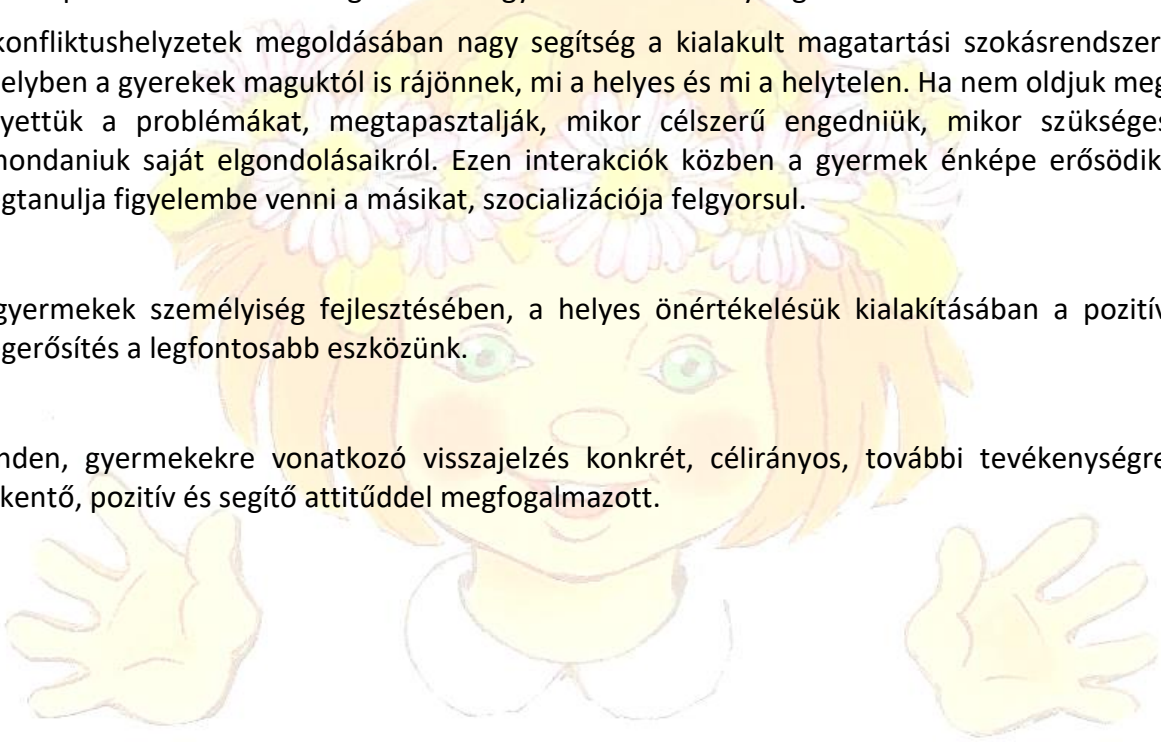 konfliktushelyzetek megoldásában nagy segítség a kialakult magatartási szokásrendszer
elyben a gyerekek maguktól is rájönnek, mi a helyes és mi a helytelen. Ha nem oldjuk meg
yettük a problémákat, megtapasztalják, mikor célszerű engedniük, mikor szükséges
mondaniuk saját elgondolásaikról. Ezen interakciók közben a gyermek énképe erősödik
gtanulja figyelembe venni a másikat, szocializációja felgyorsul.
gyermekek személyiség fejlesztésében, a helyes önértékelésük kialakításában a pozitív
gerősítés a legfontosabb eszközünk.
nden, gyermekekre vonatkozó visszajelzés konkrét, célirányos, további tevékenységre
kentő, pozitív és segítő attitűddel megfogalmazott.